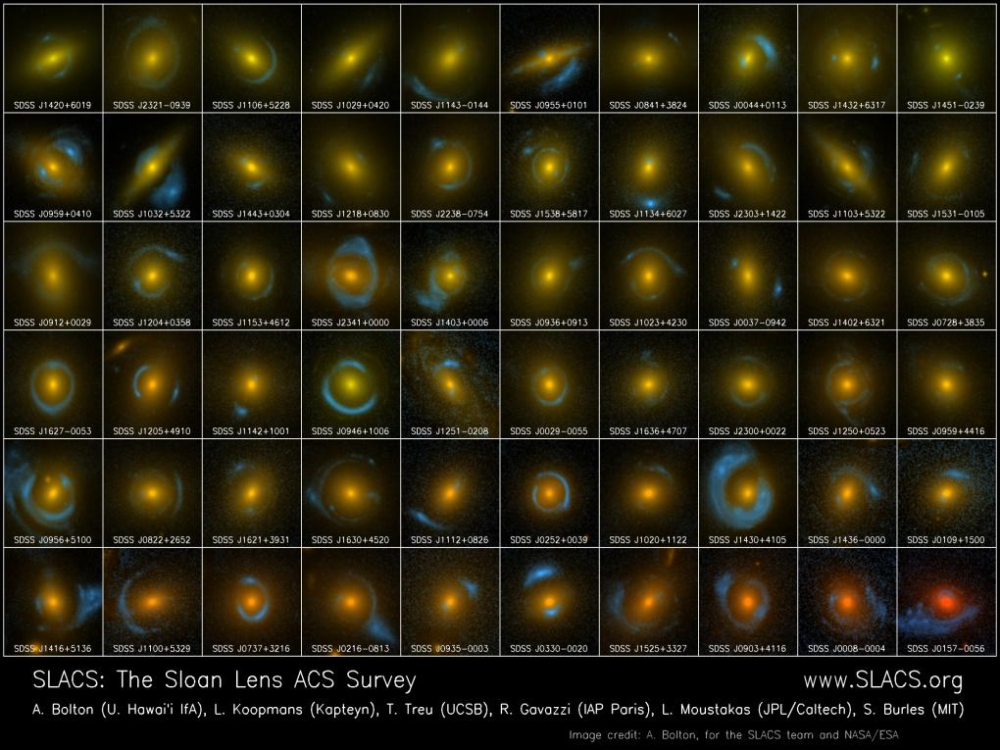 SDSS J1420+6019 SDSS J2321-0939 SDSS J1106+5228 SDSS J1029+0420 SDSS J1143-0144 SDSS J0955+0101 SDSS J0841+3824 SDSS J0044+0113 SDSS J1432+6317 SDSS J1451-0239
SDSS J0959+0410 SDSS J1032+5322 SDSS J1443+0304 SDSS J1218+0830 SDSS J2238-0754 SDSS J1538+5817 SDSS J1134+6027 SDSS J2303+1422 SDSS J1103+5322 SDSS J1531-0105
SDSS J0912+0029 SDSS J1204+0358 SDSS J1153+4612 SDSS J2341+0000 SDSS J1403+0006 SDSS J0936+0913 SDSS J1023+4230 SDSS J0037-0942 SDSS J1402+6321 SDSS J0728+3835
SDSS J1627-0053 SDSS J1205+4910 SDSS J1142+1001 SDSS J0946+1006 SDSS J1251-0208 SDSS J0029-0055 SDSS J1636+4707 SDSS J2300+0022 SDSS J1250+0523 SDSS J0959+4416
SDSS J0956+5100 SDSS J0822+2652 SDSS J1621+3931 SDSS J1630+4520 SDSS J1112+0826 SDSS J0252+0039 SDSS J1020+1122 SDSS J1430+4105 SDSS J1436-0000 SDSS J0109+1500
SDSS J1416+5136 SDSS J1100+5329 SDSS J0737+3216 SDSS J0216-0813 SDSS J0935-0003 SDSS J0330-0020 SDSS J1525+3327 SDSS J0903+4116 SDSS J0008-0004 SDSS J0157-0056
SLACS: The Sloan Lens ACS Survey www.SLACS.org
A. Bolton (U. Hawai'i IfA), L. Koopmans (Kapteyn), T. Treu (UCSB), R. Gavazzi (IAP Paris), L. Moustakas (JPL/Caltech), S. Burles (MIT)
Image credit: A. Bolton, for the SLACS team and NASA/ESA